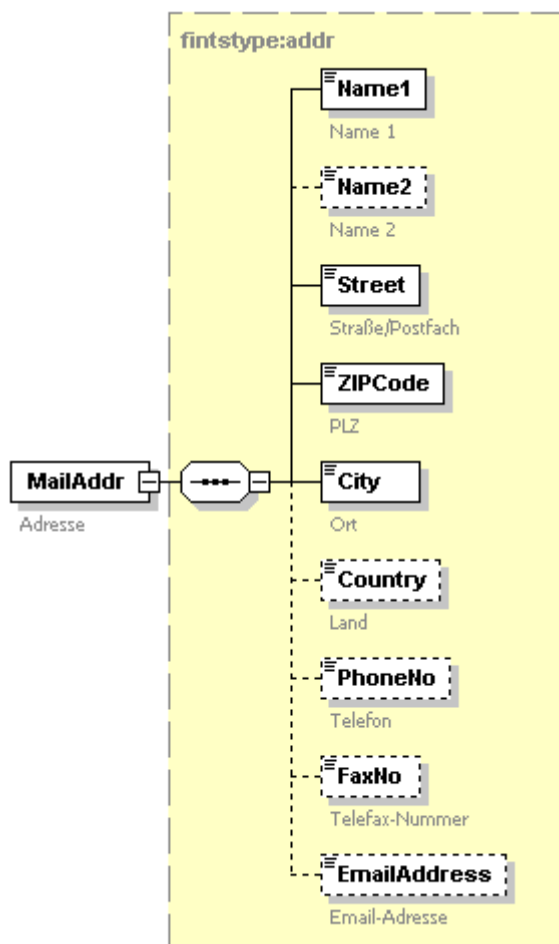 fintstype:addr
Name1
Name 1
Name2
Name 2
Street
Straße/Postfach
ZIPCode
PLZ
MailAddr
Adresse
City
Ort
Country
Land
PhoneNo
Telefon
FaxNo
Telefax-Nummer
EmailAddress
Email-Adresse